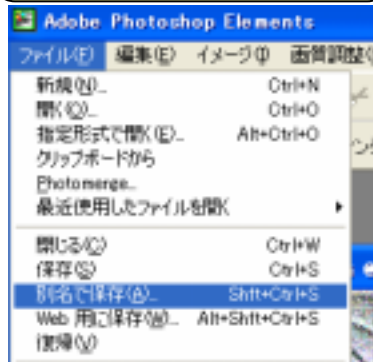 Adobe Photoshop Elements
ファイル(F) 編集(E) イメージ(I) 画質調整(
新規(N)... Ctrl+N
開く(O)... Ctrl+O
指定形式で開く(E)... Alt+Ctrl+O
クリップボードから
Photomerge...
最近使用したファイルを開く
閉じる(C) Ctrl+W
保存(S) Ctrl+S
別名で保存(A)... Shft+Ctrl+S
Web 用に保存(W)... Alt+Shft+Ctrl+S
復帰(V)